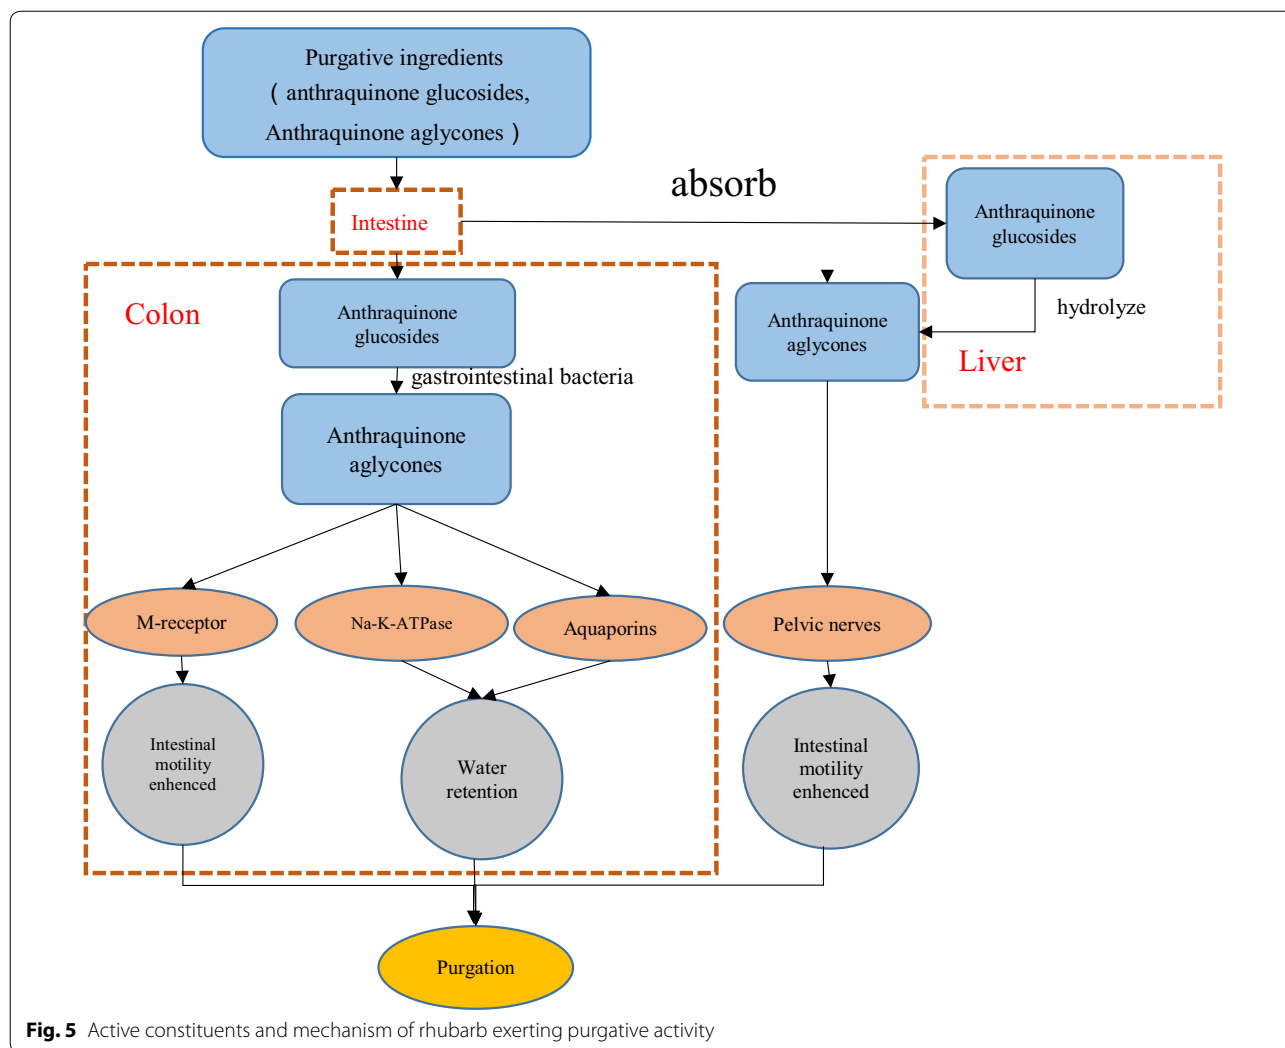 Purgative ingredients
( anthraquinone glucosides,
Anthraquinone aglycones )
absorb
Intestine
Anthraquinone
glucosides
Colon
Anthraquinone
glucosides
hydrolyze
Anthraquinone
aglycones
Liver
gastrointestinal bacteria
Anthraquinone
aglycones
M-receptor
Na-K-ATPase
Aquaporins
Pelvic nerves
Intestinal
motility
enhenced
Water
retention
Intestinal
motility
enhenced
Purgation
Fig. 5 Active constituents and mechanism of rhubarb exerting purgative activity